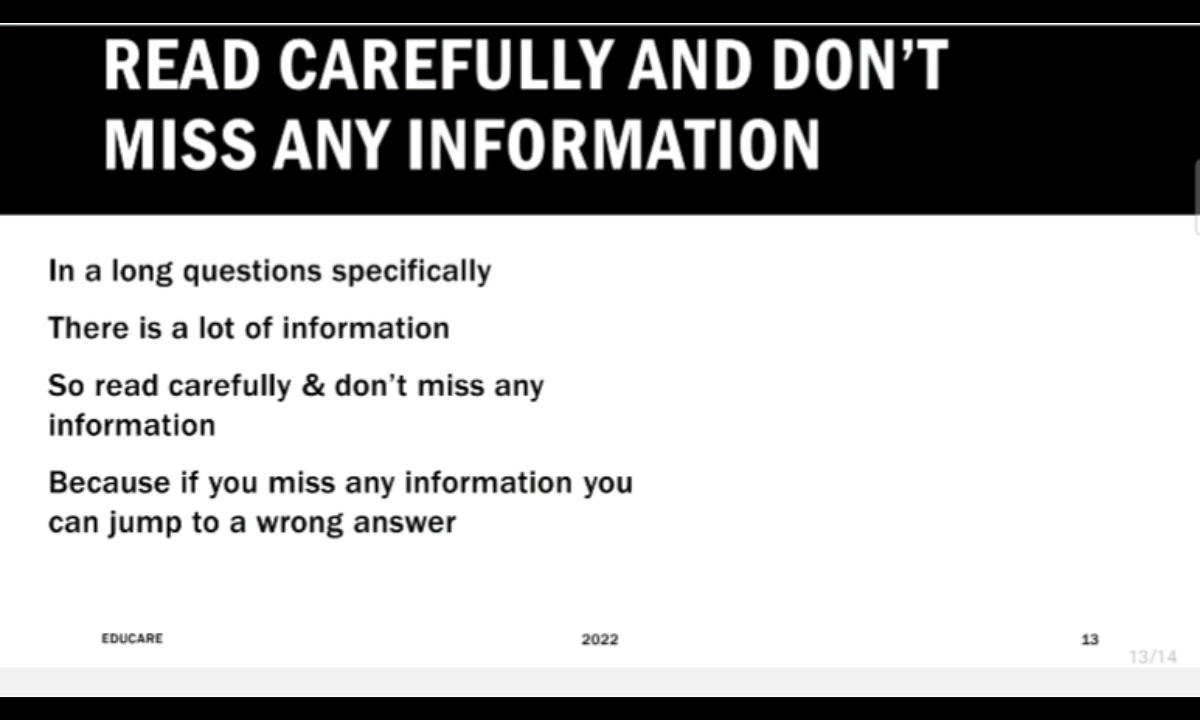 READ CAREFULLY AND DON’T
MISS ANY INFORMATION
In a long questions specifically
There is a lot of information
So read carefully & don’t miss any
information
Because if you miss any information you
can jump to a wrong answer
EDUCARE
2022
13
13/14